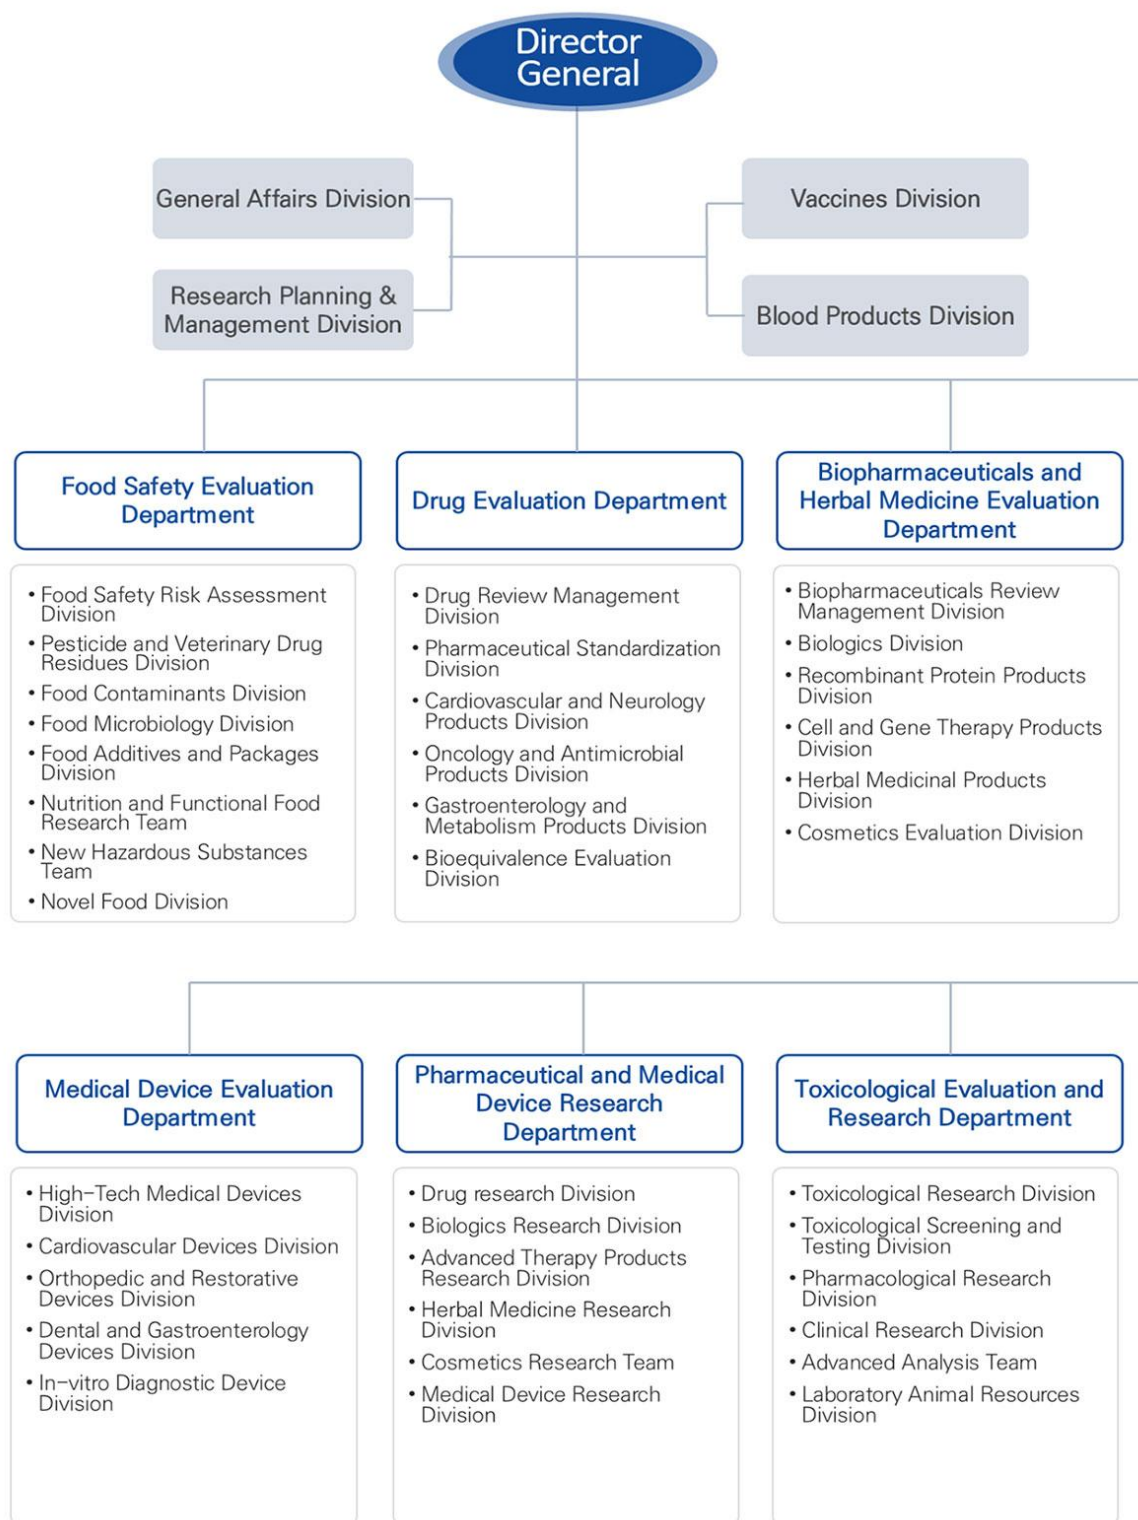 Director
General
General Affairs Division
Research Planning &
Management Division
Vaccines Division
Blood Products Division
Food Safety Evaluation
Department
• Food Safety Risk Assessment
Division
• Pesticide and Veterinary Drug
Residues Division
• Food Contaminants Division
• Food Microbiology Division
• Food Additives and Packages
Division
• Nutrition and Functional Food
Research Team
• New Hazardous Substances
Team
• Novel Food Division
Drug Evaluation Department
• Drug Review Management
Division
• Pharmaceutical Standardization
Division
• Cardiovascular and Neurology
Products Division
• Oncology and Antimicrobial
Products Division
• Gastroenterology and
Metabolism Products Division
• Bioequivalence Evaluation
Division
Biopharmaceuticals and
Herbal Medicine Evaluation
Department
• Biopharmaceuticals Review
Management Division
• Biologics Division
• Recombinant Protein Products
Division
• Cell and Gene Therapy Products
Division
• Herbal Medicinal Products
Division
• Cosmetics Evaluation Division
Medical Device Evaluation
Department
• High-Tech Medical Devices
Division
• Cardiovascular Devices Division
• Orthopedic and Restorative
Devices Division
• Dental and Gastroenterology
Devices Division
• In-vitro Diagnostic Device
Division
Pharmaceutical and Medical
Device Research
Department
• Drug research Division
• Biologics Research Division
• Advanced Therapy Products
Research Division
• Herbal Medicine Research
Division
• Cosmetics Research Team
• Medical Device Research
Division
Toxicological Evaluation and
Research Department
• Toxicological Research Division
• Toxicological Screening and
Testing Division
• Pharmacological Research
Division
• Clinical Research Division
• Advanced Analysis Team
• Laboratory Animal Resources
Division